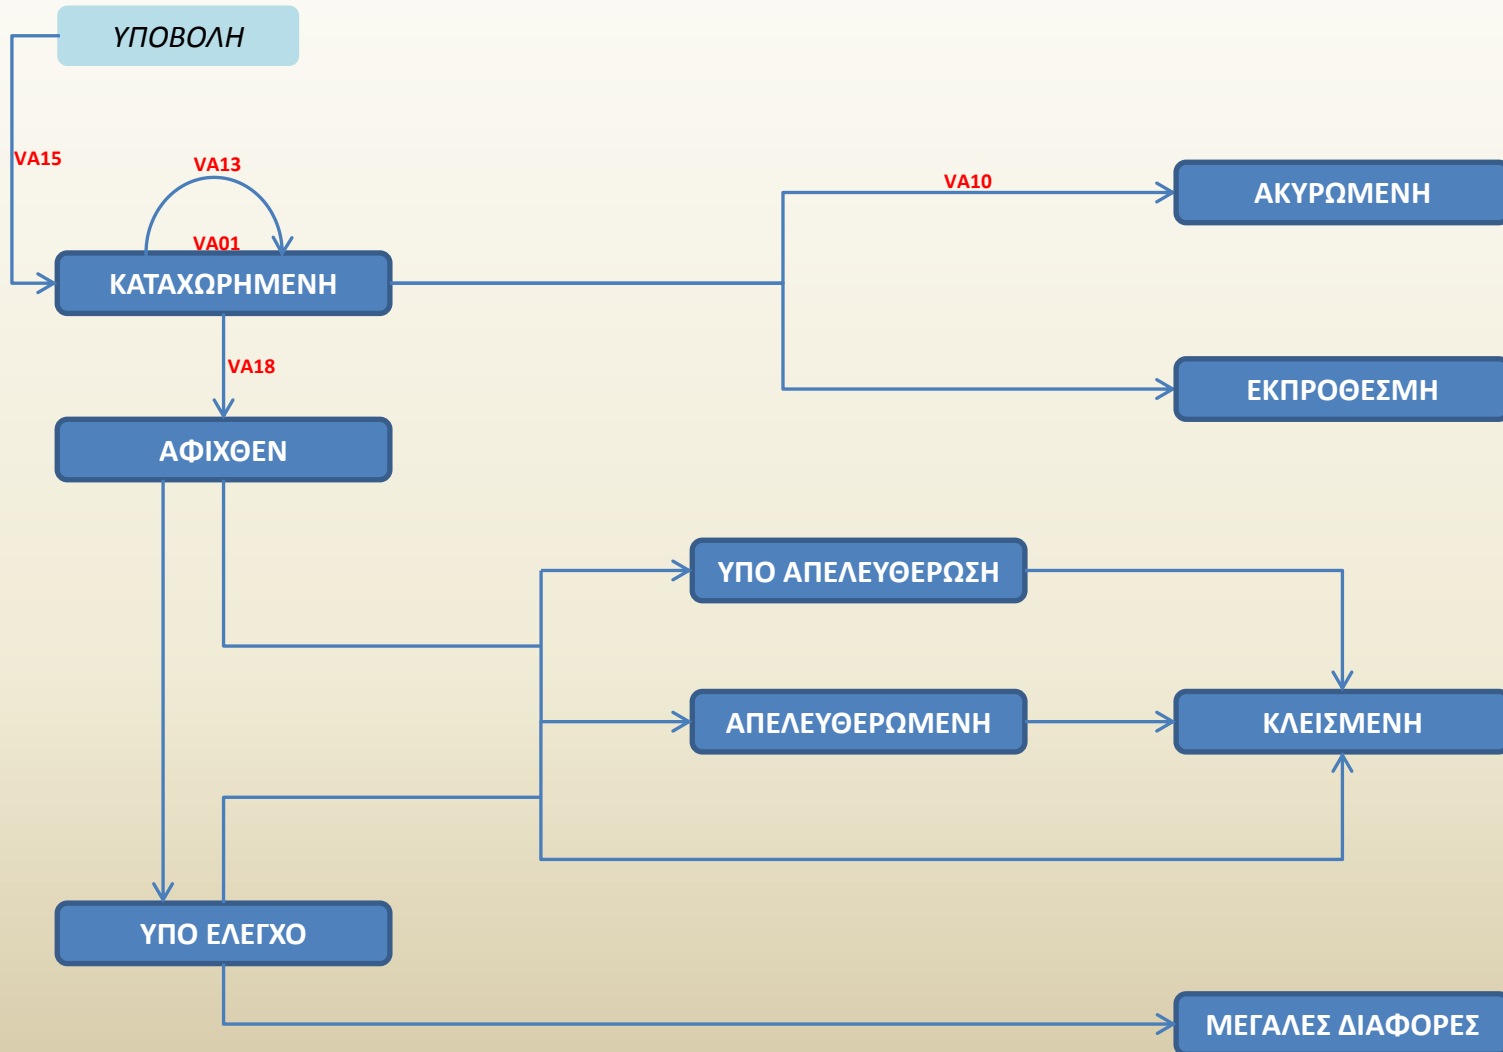 ΥΠΟΒΟΛΗ
VA15
VA13
VA10
ΑΚΥΡΩΜΕΝΗ
VA01
ΚΑΤΑΧΩΡΗΜΕΝΗ
VA18
ΕΚΠΡΟΘΕΣΜΗ
ΑΦΙΧΘΕΝ
ΥΠΟ ΑΠΕΛΕΥΘΕΡΩΣΗ
ΑΠΕΛΕΥΘΕΡΩΜΕΝΗ
ΚΛΕΙΣΜΕΝΗ
ΥΠΟ ΕΛΕΓΧΟ
ΜΕΓΑΛΕΣ ΔΙΑΦΟΡΕΣ